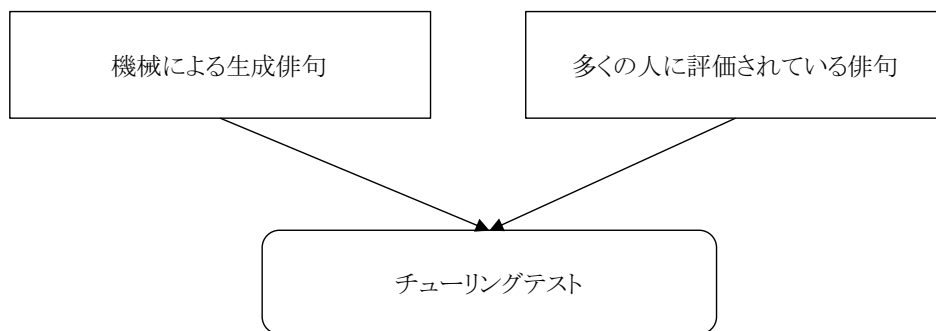 機械による生成俳句
多くの人に評価されている俳句
チューリングテスト